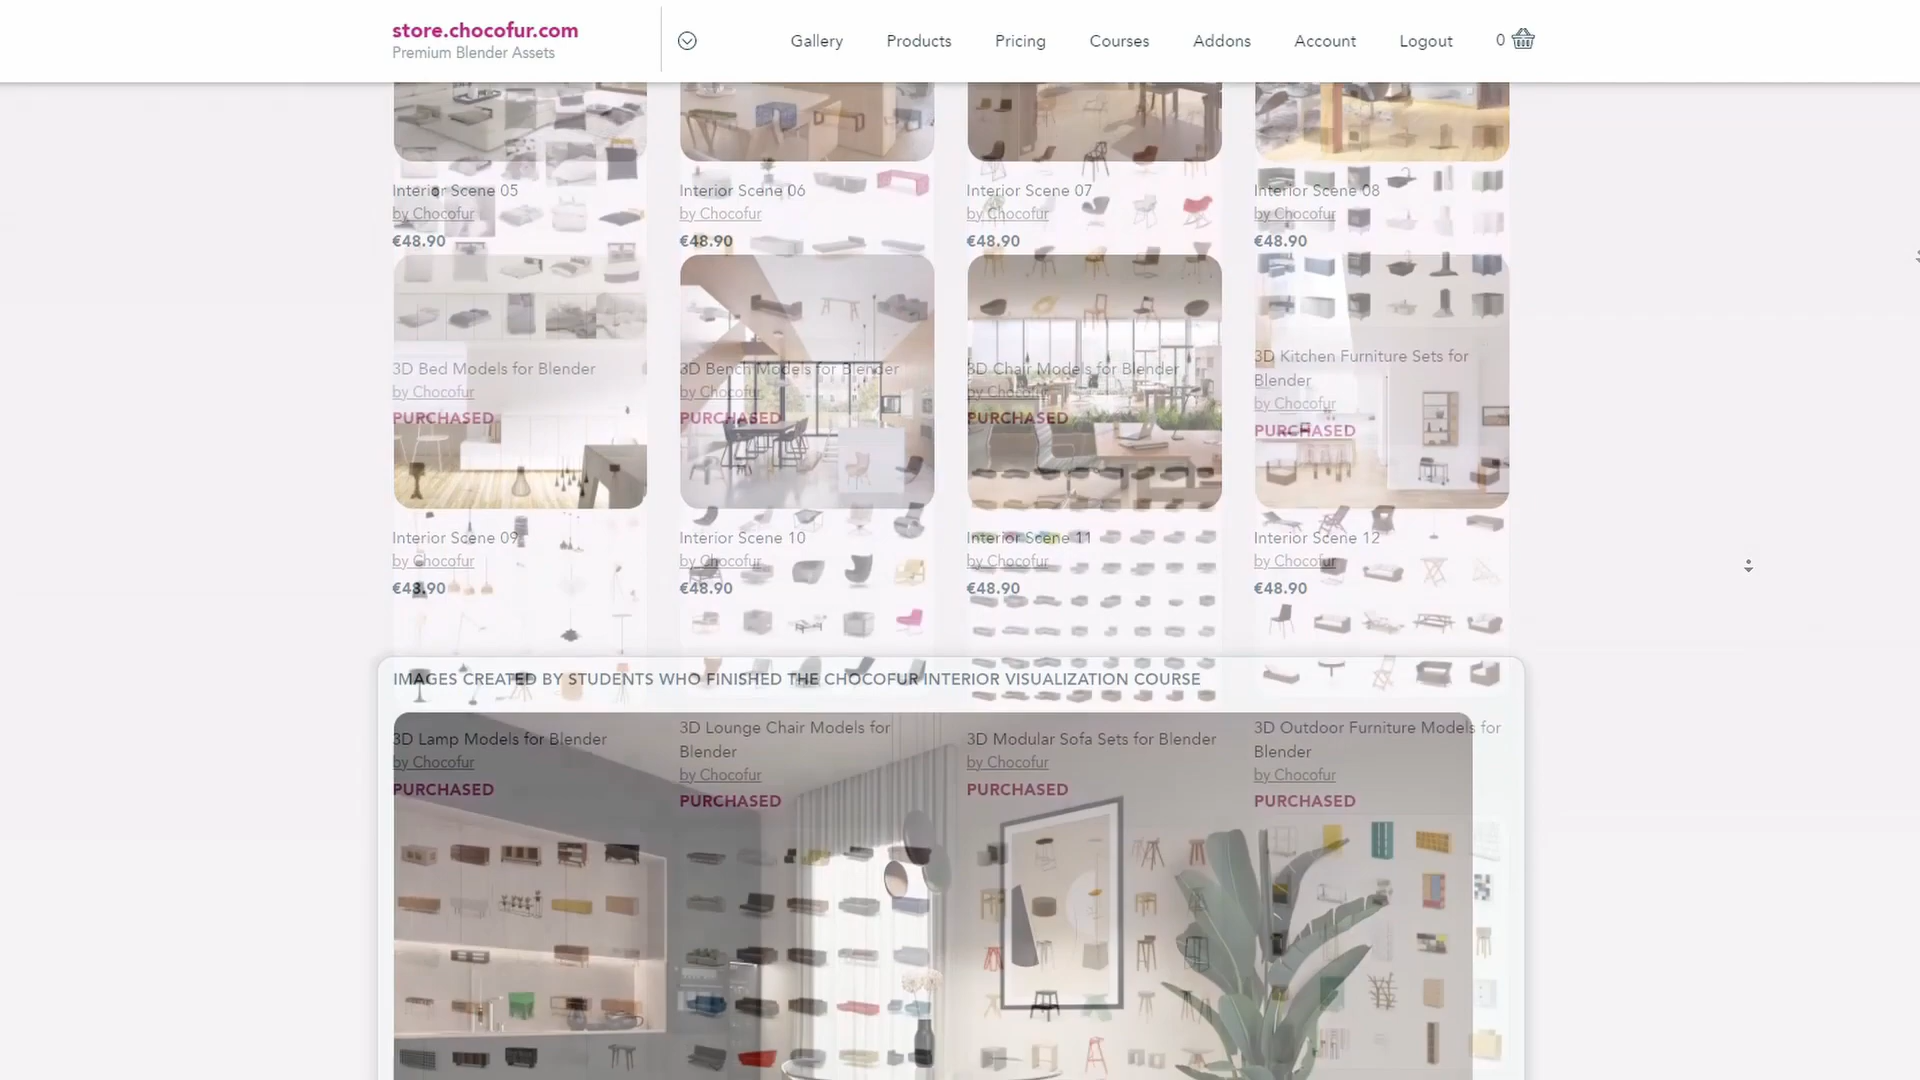 store.chocofur.com
Premium Blender Assets
Gallery
Products
Pricing
Courses
Addons
Account
Logout
0
Interior Scene 05
by Chocofur
€48.90
Interior Scene 06
by Chocofur
€48.90
Interior Scene 07
by Chocofur
€48.90
Interior Scene 08
by Chocofur
€48.90
3D Bed Models for Blender
by Chocofur
PURCHASED
3D Bench Models for Blender
by Chocofur
PURCHASED
3D Chair Models for Blender
by Chocofur
PURCHASED
3D Kitchen Furniture Sets for
Blender
by Chocofur
PURCHASED
Interior Scene 09
by Chocofur
€48.90
Interior Scene 10
by Chocofur
€48.90
Interior Scene 11
by Chocofur
€48.90
Interior Scene 12
by Chocofur
€48.90
IMAGES CREATED BY STUDENTS WHO FINISHED THE CHOCOFUR INTERIOR VISUALIZATION COURSE
3D Lamp Models for Blender
by Chocofur
PURCHASED
3D Lounge Chair Models for
Blender
by Chocofur
PURCHASED
3D Modular Sofa Sets for Blender
by Chocofur
PURCHASED
3D Outdoor Furniture Models for
Blender
by Chocofur
PURCHASED